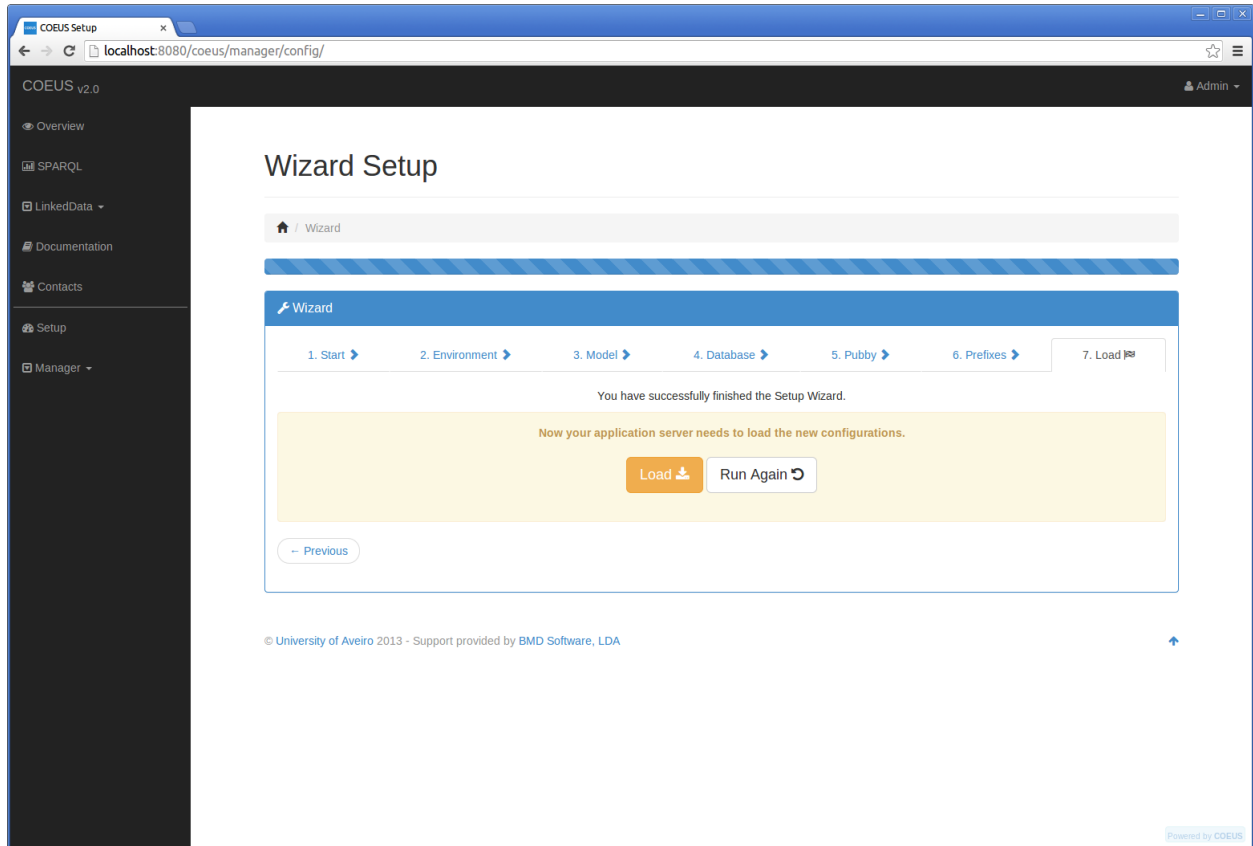 COEUS Setup
localhost:8080/coeus/manager/config/
COEUS v2.0
Admin
Overview
SPARQL
LinkedData
Documentation
Contacts
Setup
Manager
Wizard Setup
/ Wizard
Wizard
1. Start
2. Environment
3. Model
4. Database
5. Pubby
6. Prefixes
7. Load
You have successfully finished the Setup Wizard.
Now your application server needs to load the new configurations.
Load
Run Again
← Previous
© University of Aveiro 2013 - Support provided by BMD Software, LDA
Powered by COEUS